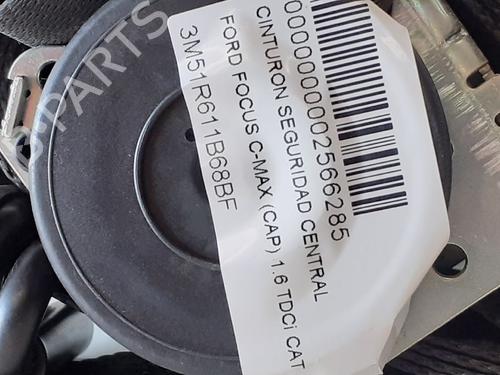 0000000002566285
CINTURON SEGURIDAD CENTRAL
FORD FOCUS C-MAX (CAP) 1.6 TDCi CAT
3M51R611B68BF
PARTS